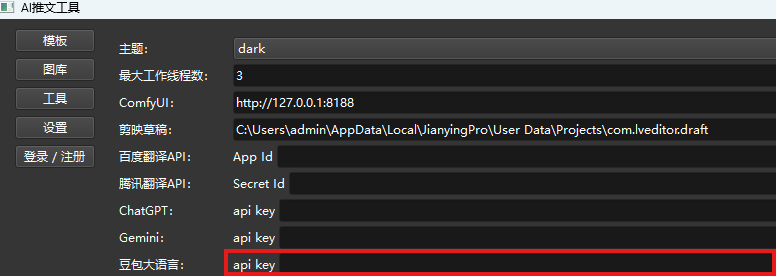 AI推文工具
模板
图库
工具
设置
登录 / 注册
主题： dark
最大工作线程数： 3
ComfyUI： http://127.0.0.1:8188
剪映草稿： C:\Users\admin\AppData\Local\JianyingPro\User Data\Projects\com.lveditor.draft
百度翻译API： App Id
腾讯翻译API： Secret Id
ChatGPT： api key
Gemini： api key
豆包大语言： api key